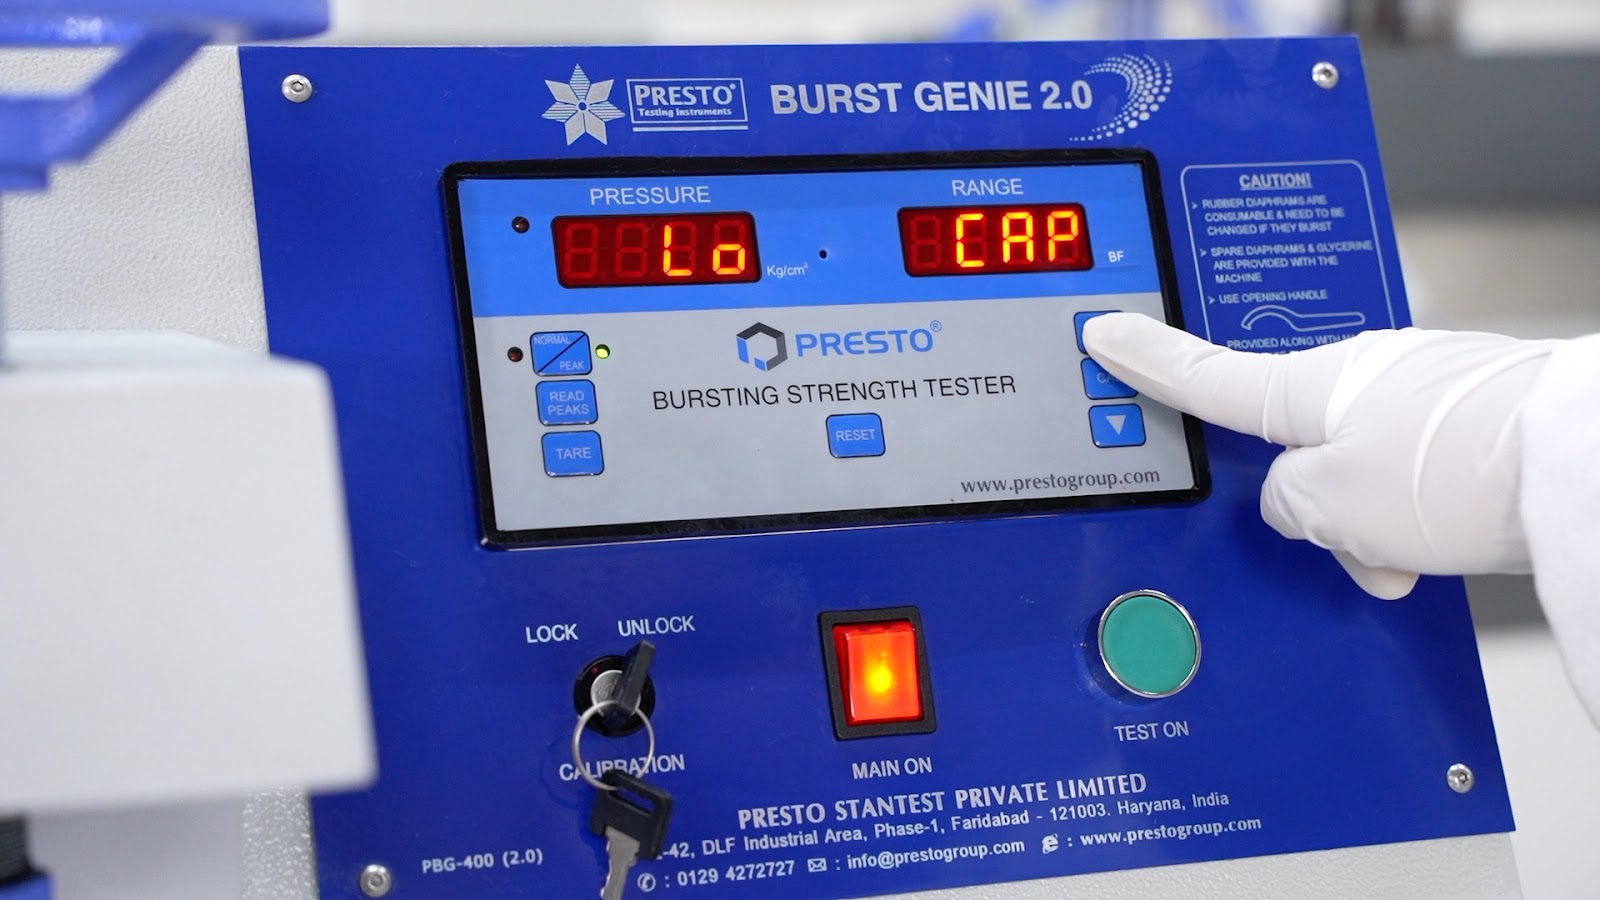 PRESTO®
Testing Instruments
BURST GENIE 2.0
PRESSURE
RANGE
Lo
Kg/cm²
CAP
BF
CAUTION!
RUBBER DIAPHRAMS ARE
CONSUMABLE & NEED TO BE
CHANGED IF THEY BURST
SPARE DIAPHRAMS & GLYCERINE
ARE PROVIDED WITH THE
MACHINE
USE OPENING HANDLE
PROVIDED ALONG WITH
NORMAL
PEAK
READ
PEAKS
TARE
PRESTO®
BURSTING STRENGTH TESTER
RESET
www.prestogroup.com
LOCK
UNLOCK
CALIBRATION
MAIN ON
TEST ON
PRESTO STANTEST PRIVATE LIMITED
-42, DLF Industrial Area, Phase-1, Faridabad - 121003. Haryana, India
: 0129 4272727 : info@prestogroup.com : www.prestogroup.com
PBG-400 (2.0)